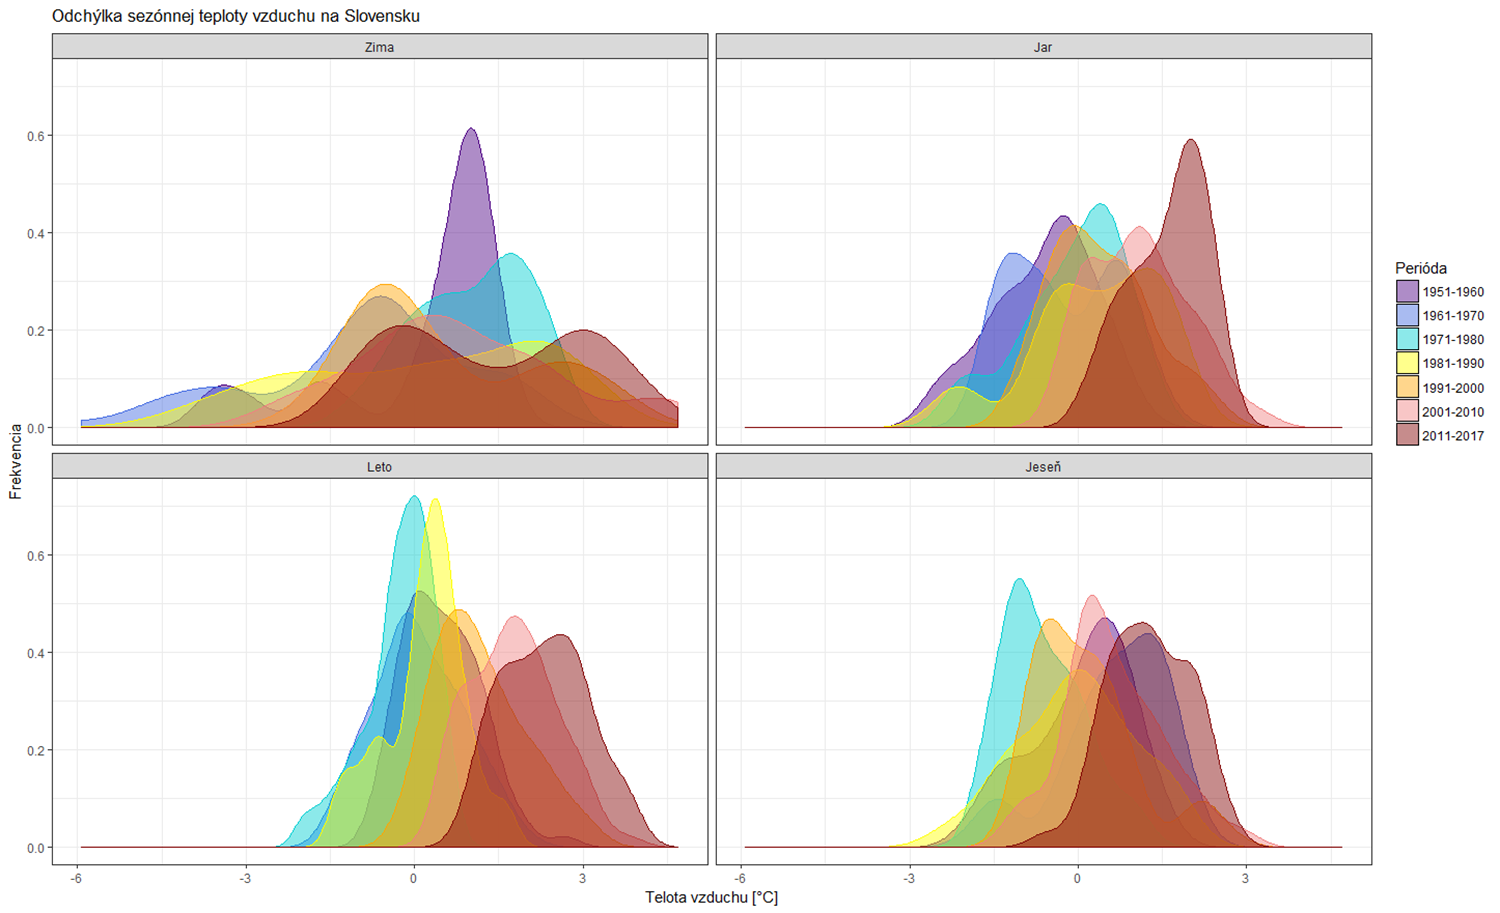 Odchýlka sezónnej teploty vzduchu na Slovensku
Zima
Jar
0.6
0.4
0.2
0.0
Frekvencia
Leto
Jeseň
0.6
0.4
0.2
0.0
-6
-3
0
3
-6
-3
0
3
Telota vzduchu [°C]
Perióda
1951-1960
1961-1970
1971-1980
1981-1990
1991-2000
2001-2010
2011-2017